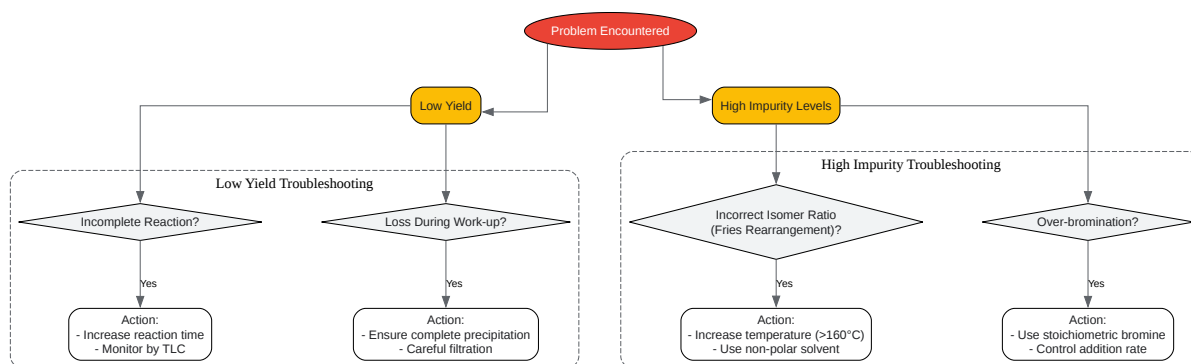 Problem Encountered
Low Yield
High Impurity Levels
Low Yield Troubleshooting
High Impurity Troubleshooting
Incomplete Reaction?
Loss During Work-up?
Incorrect Isomer Ratio
(Fries Rearrangement)?
Over-bromination?
Yes
Yes
Yes
Yes
Action:
- Increase reaction time
- Monitor by TLC
Action:
- Ensure complete precipitation
- Careful filtration
Action:
- Increase temperature (>160°C)
- Use non-polar solvent
Action:
- Use stoichiometric bromine
- Control addition rate